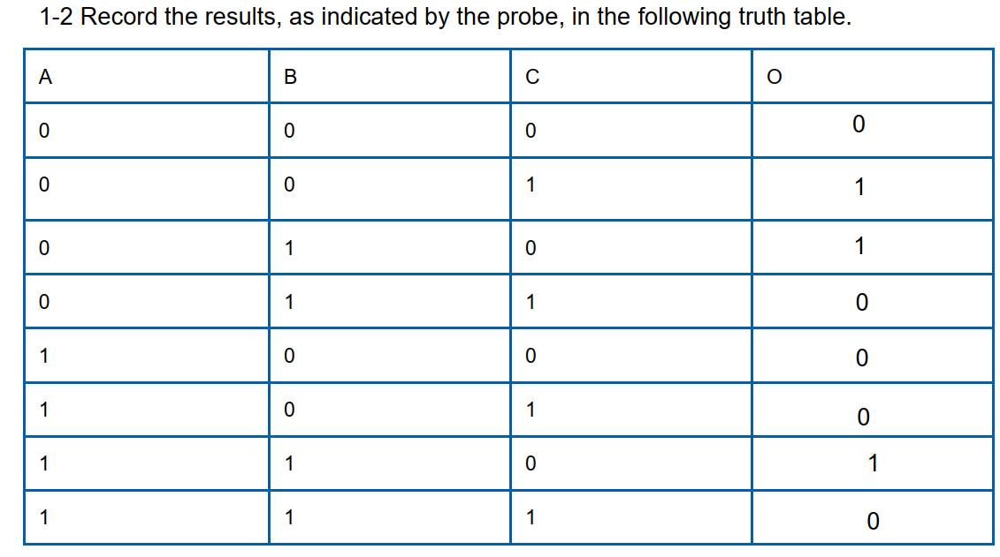 1-2 Record the results, as indicated by the probe, in the following truth table.
A B C O
0 0 0 0
0 0 1 1
0 1 0 1
0 1 1 0
1 0 0 0
1 0 1 0
1 1 0 1
1 1 1 0